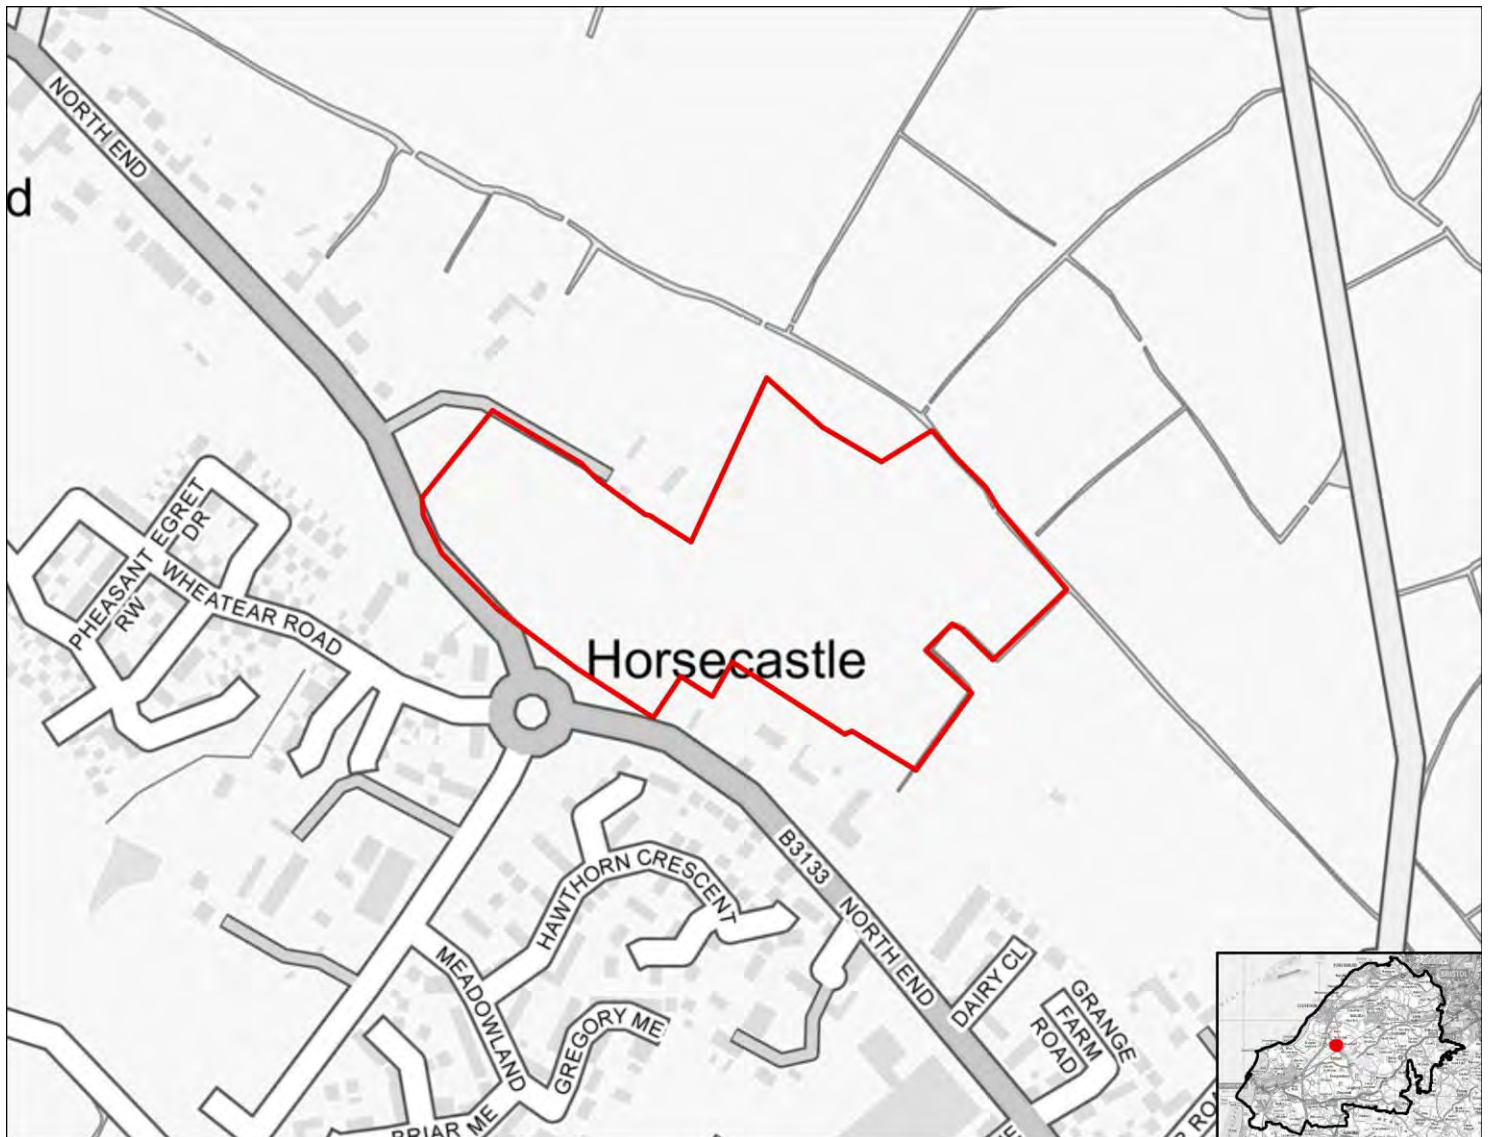 NORTH END
d
PHEASANT
RW
EGRET
DR
WHEATEAR ROAD
Horsecastle
B3133
NORTH END
HAWTHORN CRESCENT
MEADOWLAND
GREGORY ME
BRIAR ME
DAIRY CL
GRANGE
FARM
ROAD
BRISTOL